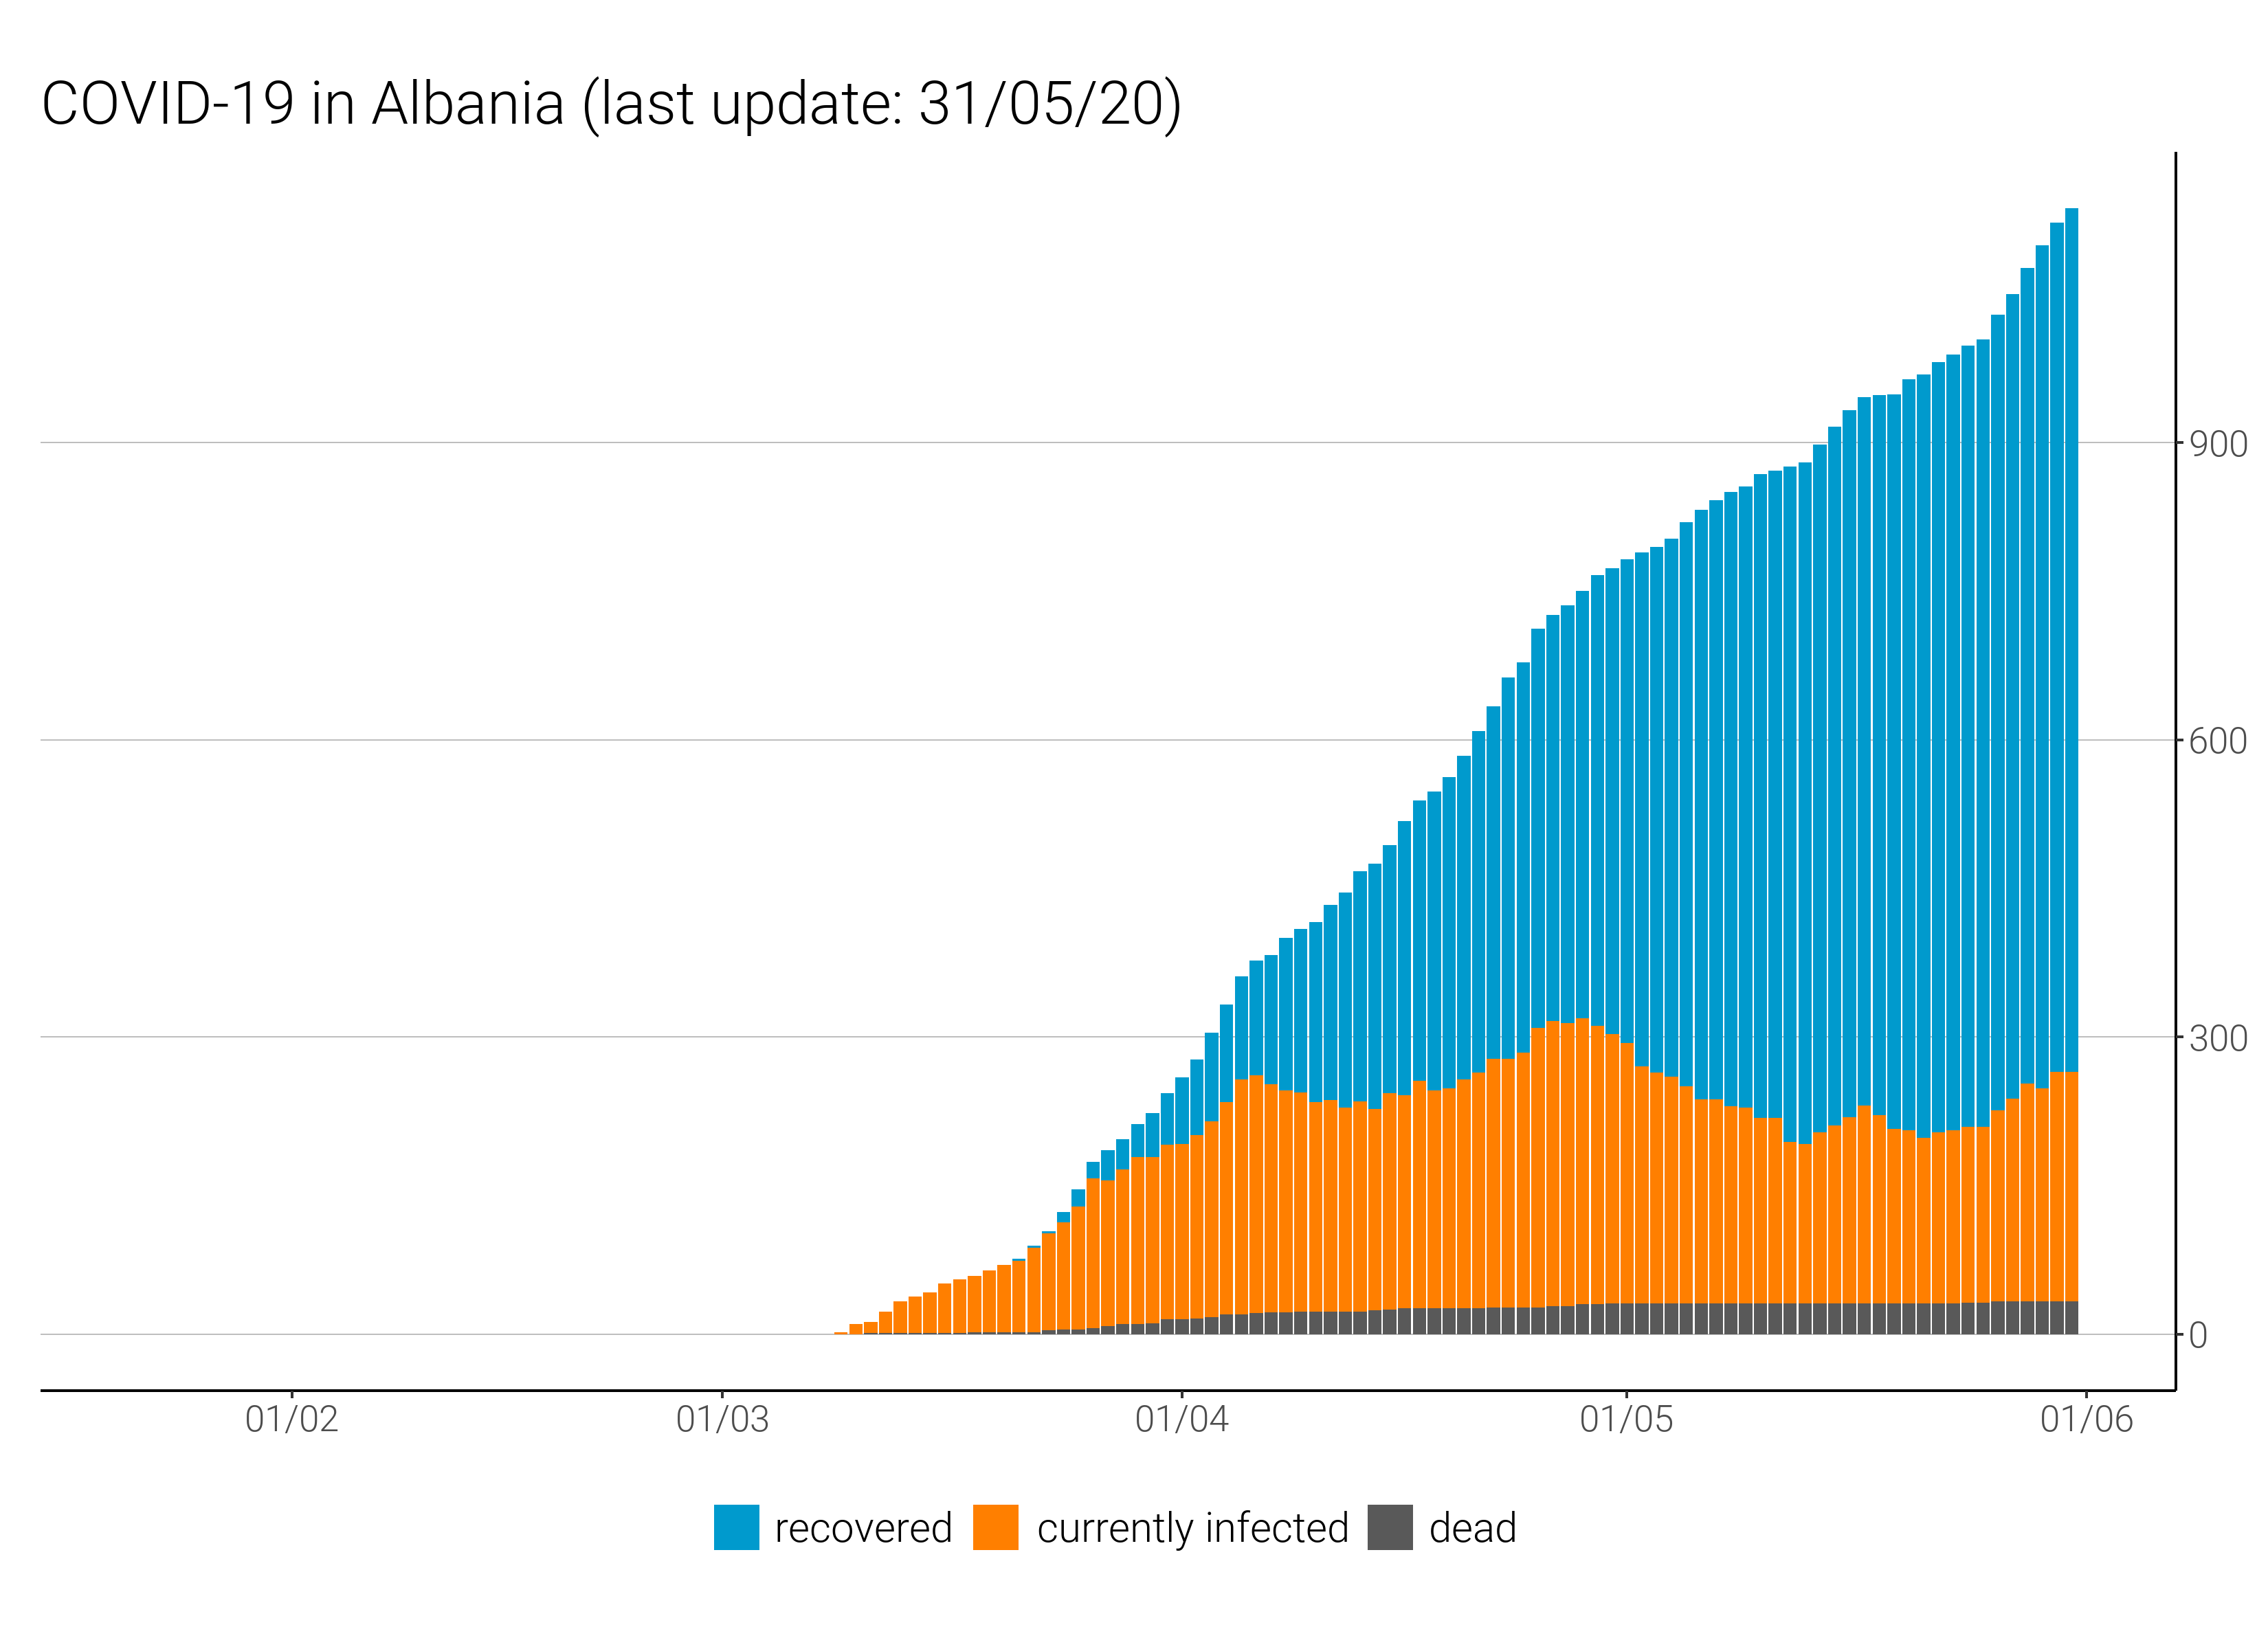 COVID-19 in Albania (last update: 31/05/20)
900
600
300
0
01/02 01/03 01/04 01/05 01/06
recovered currently infected dead